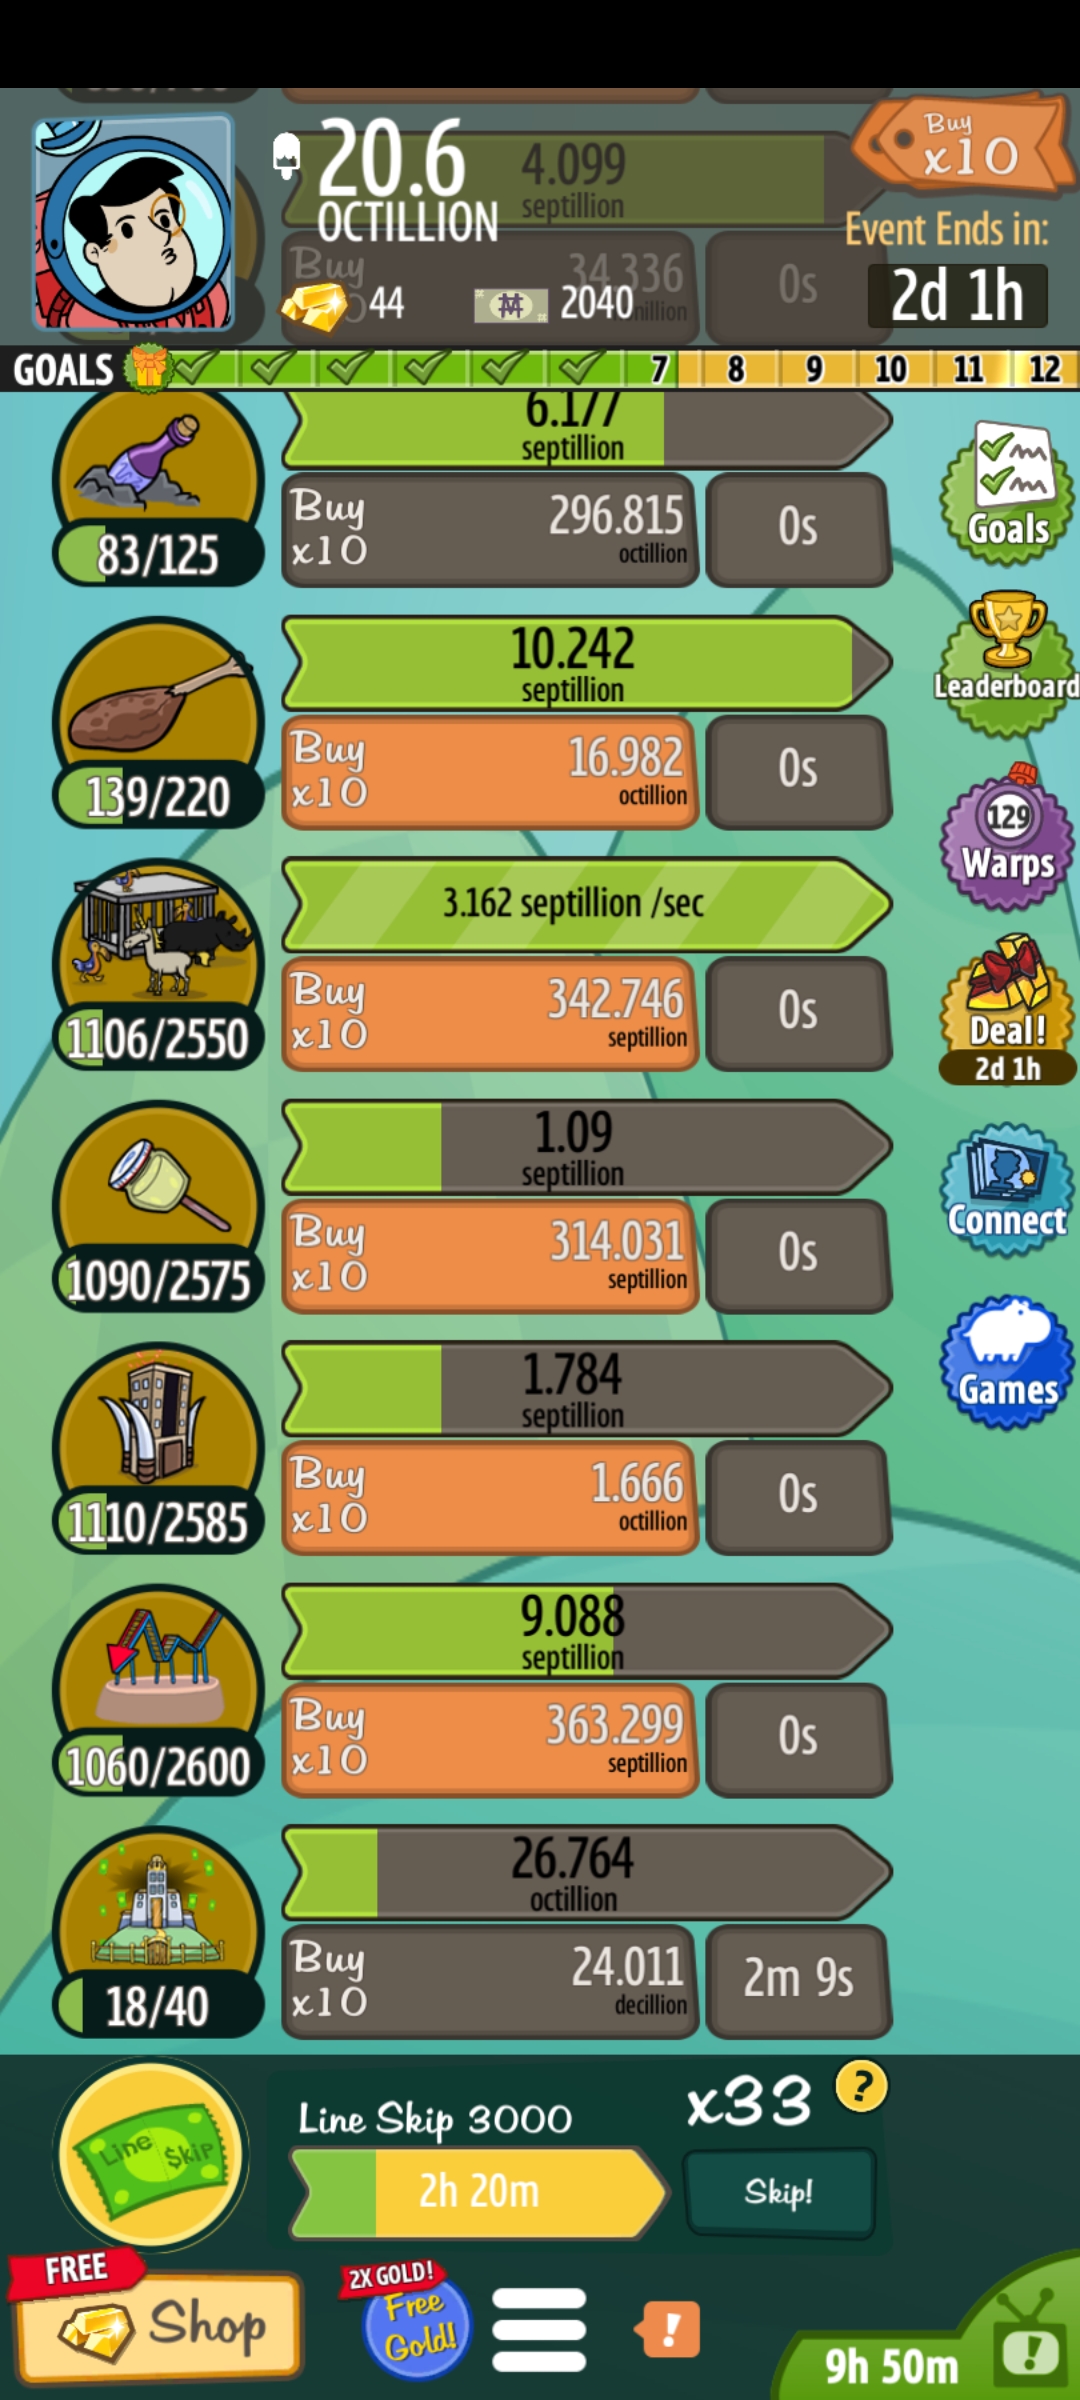 20.6
OCTILLION
4.099
septillion
Buy
x10
Event Ends in:
2d 1h
Buy
34.336
0s
44
2040
GOALS
7
8
9
10
11
12
6.177
septillion
83/125
Buy
x10
296.815
octillion
0s
Goals
10.242
septillion
139/220
Buy
x10
16.982
octillion
0s
Leaderboard
129
Warps
3.162 septillion /sec
1106/2550
Buy
x10
342.746
septillion
0s
Deal!
2d 1h
1.09
septillion
1090/2575
Buy
x10
314.031
septillion
0s
Connect
1.784
septillion
1110/2585
Buy
x10
1.666
octillion
0s
Games
9.088
septillion
1060/2600
Buy
x10
363.299
septillion
0s
26.764
octillion
18/40
Buy
x10
24.011
decillion
2m 9s
Line $kip
Line Skip 3000
2h 20m
x33
?
Skip!
FREE
Shop
2X GOLD!
Free
Gold!
!
9h 50m
!